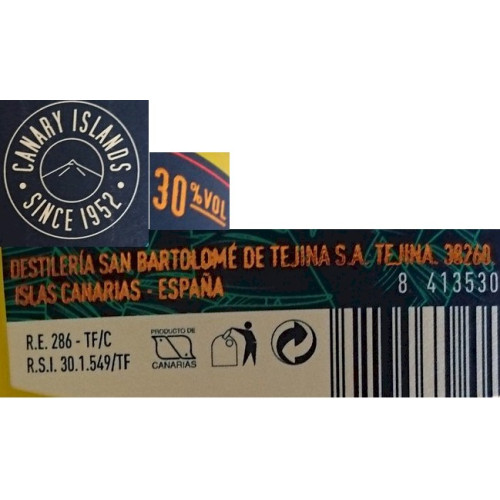 CANARY ISLANDS
SINCE 1952
30%VOL
DESTILERÍA SAN BARTOLOMÉ DE TEJINA S.A. TEJINA. 38260.
ISLAS CANARIAS - ESPAÑA
8 413530
R.E. 286 - TF/C
R.S.I. 30.1.549/TF
PRODUCTO DE
CANARIAS